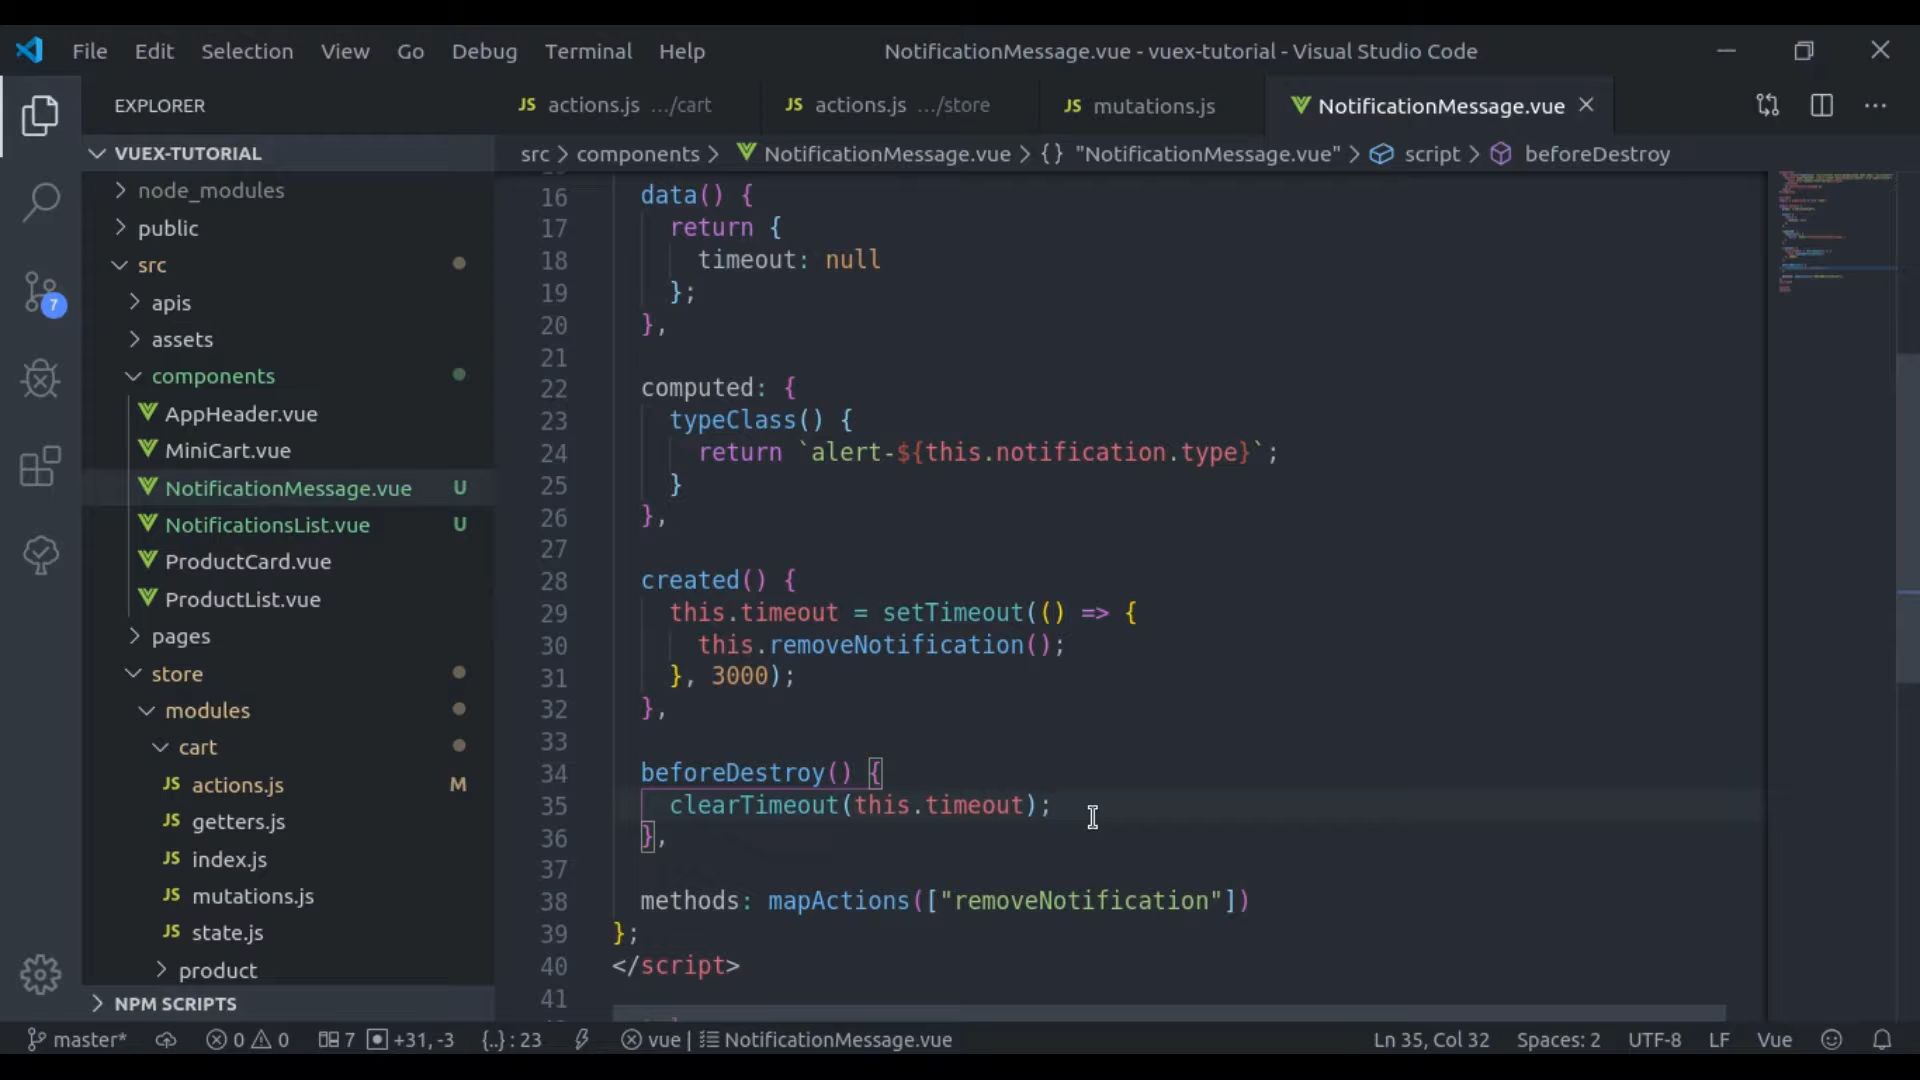 File Edit Selection View Go Debug Terminal Help NotificationMessage.vue - vuex-tutorial - Visual Studio Code
EXPLORER
JS actions.js .../cart JS actions.js .../store JS mutations.js NotificationMessage.vue
src > components > NotificationMessage.vue > {} "NotificationMessage.vue" > script > beforeDestroy
VUEX-TUTORIAL
node_modules
public
src
apis
assets
components
AppHeader.vue
MiniCart.vue
NotificationMessage.vue U
NotificationsList.vue U
ProductCard.vue
ProductList.vue
pages
store
modules
cart
JS actions.js M
JS getters.js
JS index.js
JS mutations.js
JS state.js
product
NPM SCRIPTS
7
16 data() {
17 return {
18 timeout: null
19 };
20 },
21
22 computed: {
23 typeClass() {
24 return `alert-${this.notification.type}`;
25 }
26 },
27
28 created() {
29 this.timeout = setTimeout(() => {
30 this.removeNotification();
31 }, 3000);
32 },
33
34 beforeDestroy() {
35 clearTimeout(this.timeout);
36 },
37
38 methods: mapActions(["removeNotification"])
39 };
40 </script>
41
master* 0 0 7 +31, -3 {..} : 23 vue | NotificationMessage.vue Ln 35, Col 32 Spaces: 2 UTF-8 LF Vue